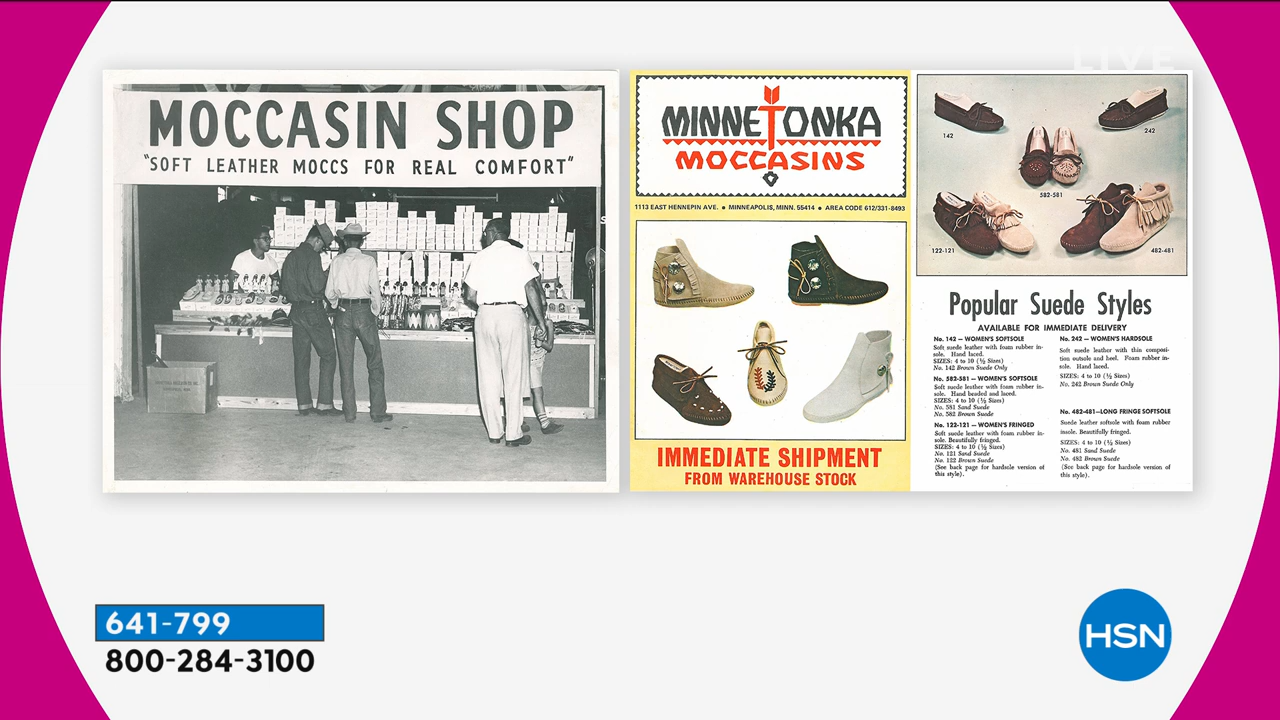 LIVE
MOCCASIN SHOP
"SOFT LEATHER MOCCS FOR REAL COMFORT"
MINNETONKA
MOCCASINS
1113 EAST HENNEPIN AVE. • MINNEAPOLIS, MINN. 55414 • AREA CODE 612/331-8493
IMMEDIATE SHIPMENT
FROM WAREHOUSE STOCK
142
242
582-581
122-121
482-481
Popular Suede Styles
AVAILABLE FOR IMMEDIATE DELIVERY
No. 142 — WOMEN'S SOFTSOLE
Soft suede leather with foam rubber in-
sole. Hand laced.
SIZES: 4 to 10 (½ Sizes)
No. 142 Brown Suede Only
No. 582-581 — WOMEN'S SOFTSOLE
Soft suede leather with foam rubber in-
sole. Hand beaded and laced.
SIZES: 4 to 10 (½ Sizes)
No. 581 Sand Suede
No. 582 Brown Suede
No. 122-121 — WOMEN'S FRINGED
Soft suede leather with foam rubber in-
sole. Beautifully fringed.
SIZES: 4 to 10 (½ Sizes)
No. 121 Sand Suede
No. 122 Brown Suede
(See back page for hardsole version of
this style).
No. 242 — WOMEN'S HARDSOLE
Soft suede leather with thin composi-
tion outsole and heel. Foam rubber in-
sole. Hand laced.
SIZES: 4 to 10 (½ Sizes)
No. 242 Brown Suede Only
No. 482-481—LONG FRINGE SOFTSOLE
Suede leather softsole with foam rubber
insole. Beautifully fringed.
SIZES: 4 to 10 (½ Sizes)
No. 481 Sand Suede
No. 482 Brown Suede
(See back page for hardsole version of
this style).
641-799
800-284-3100
HSN